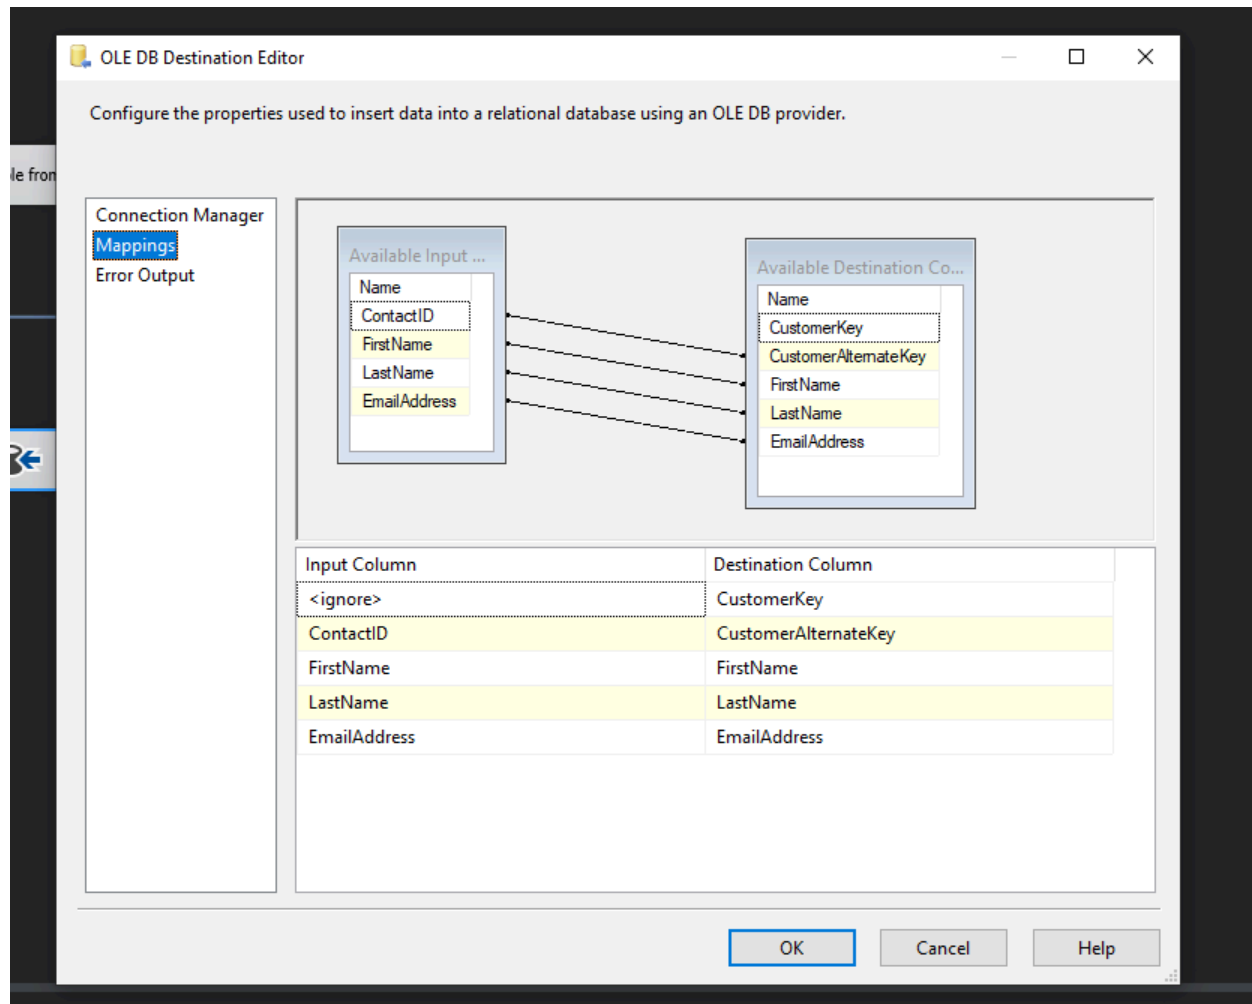 OLE DB Destination Editor
Configure the properties used to insert data into a relational database using an OLE DB provider.
le from
Connection Manager
Mappings
Error Output
Available Input ...
Name
ContactID
FirstName
LastName
EmailAddress
Available Destination Co...
Name
CustomerKey
CustomerAlternateKey
FirstName
LastName
EmailAddress
Input Column Destination Column
<ignore> CustomerKey
ContactID CustomerAlternateKey
FirstName FirstName
LastName LastName
EmailAddress EmailAddress
OK Cancel Help